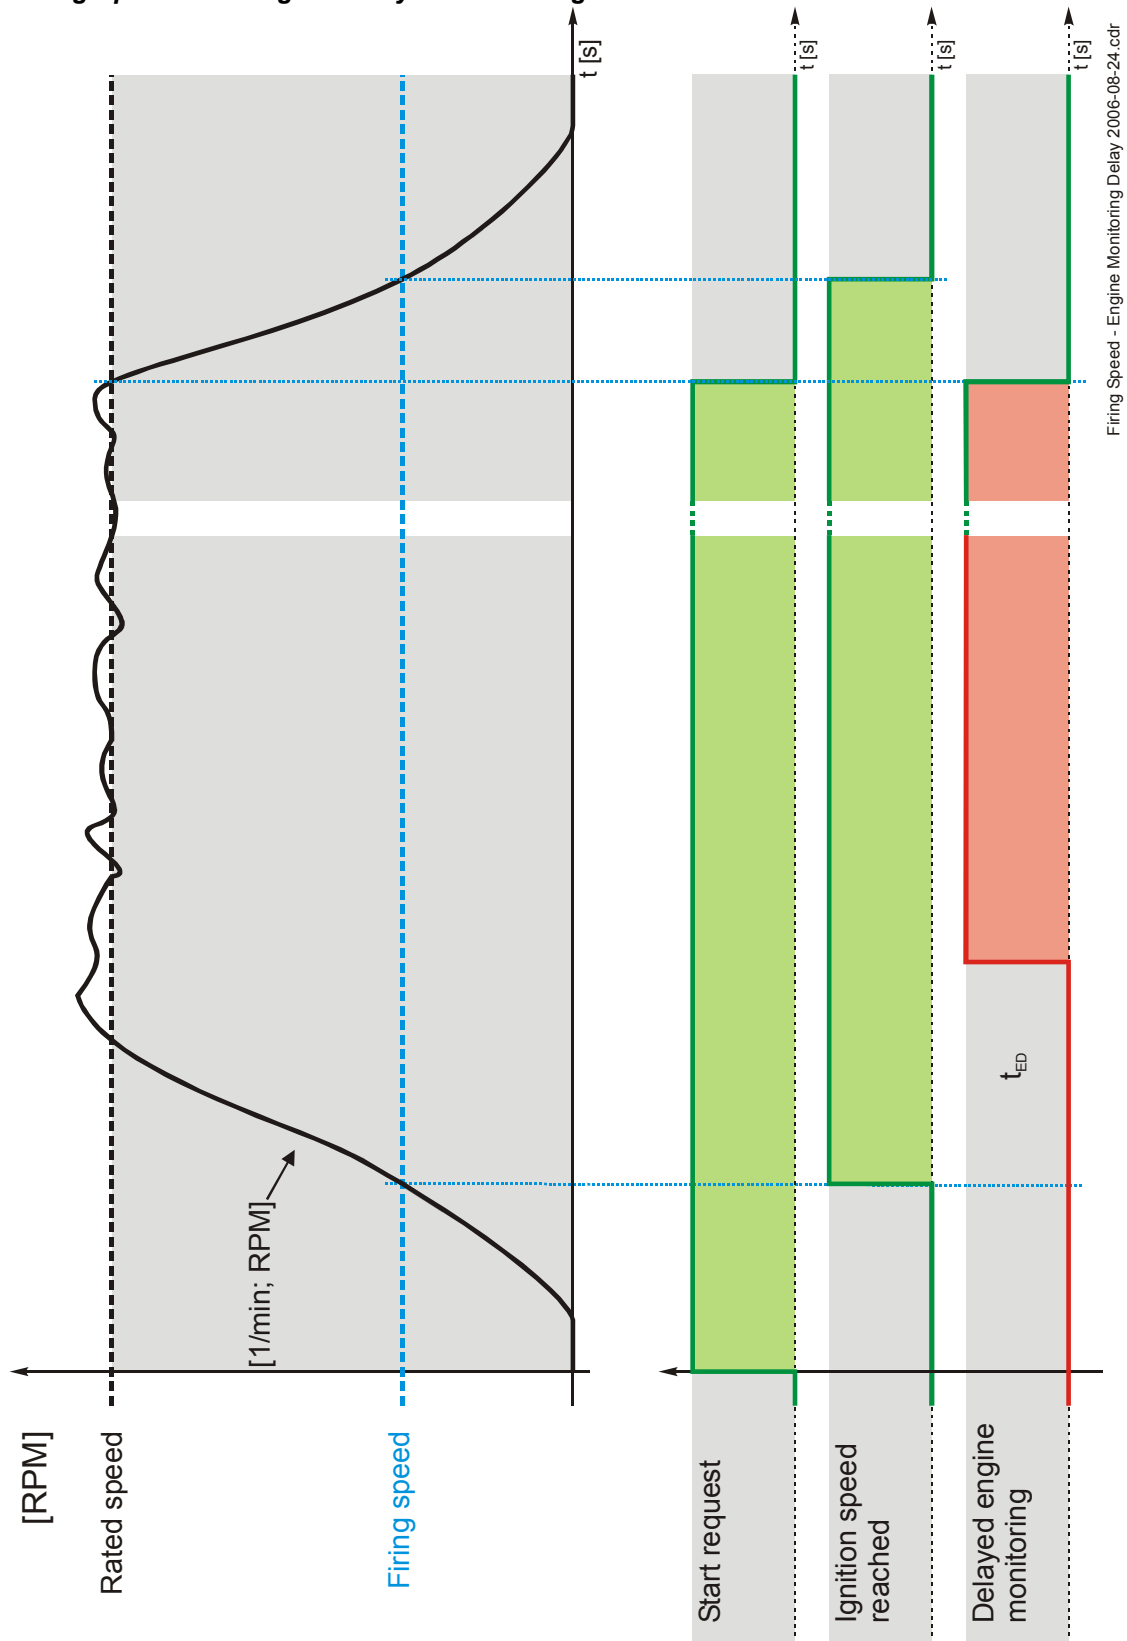 [RPM]
Rated speed
[1/min; RPM]
Firing speed
t [s]
Start request
t [s]
Ignition speed
reached
t [s]
Delayed engine
monitoring
t_ED
t [s]
Firing Speed - Engine Monitoring Delay 2006-08-24.cdr